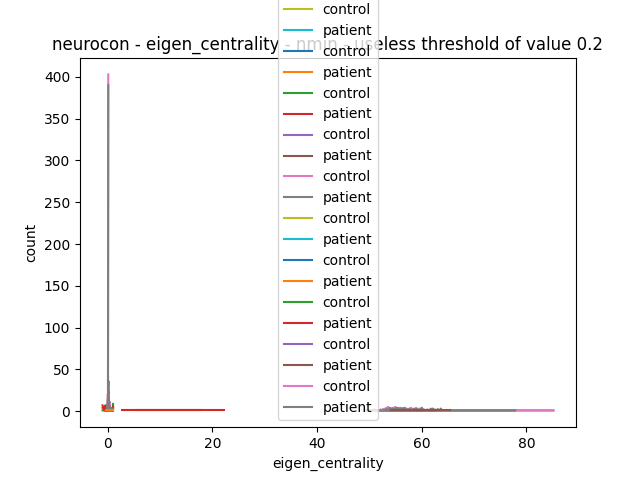 control
patient
neurocon - eigen_centrality - nmin - useless threshold of value 0.2
control
patient
control
patient
control
patient
control
patient
control
patient
control
patient
control
patient
control
patient
control
patient
400
350
300
250
200
150
100
50
0
count
0 20 40 60 80
eigen_centrality